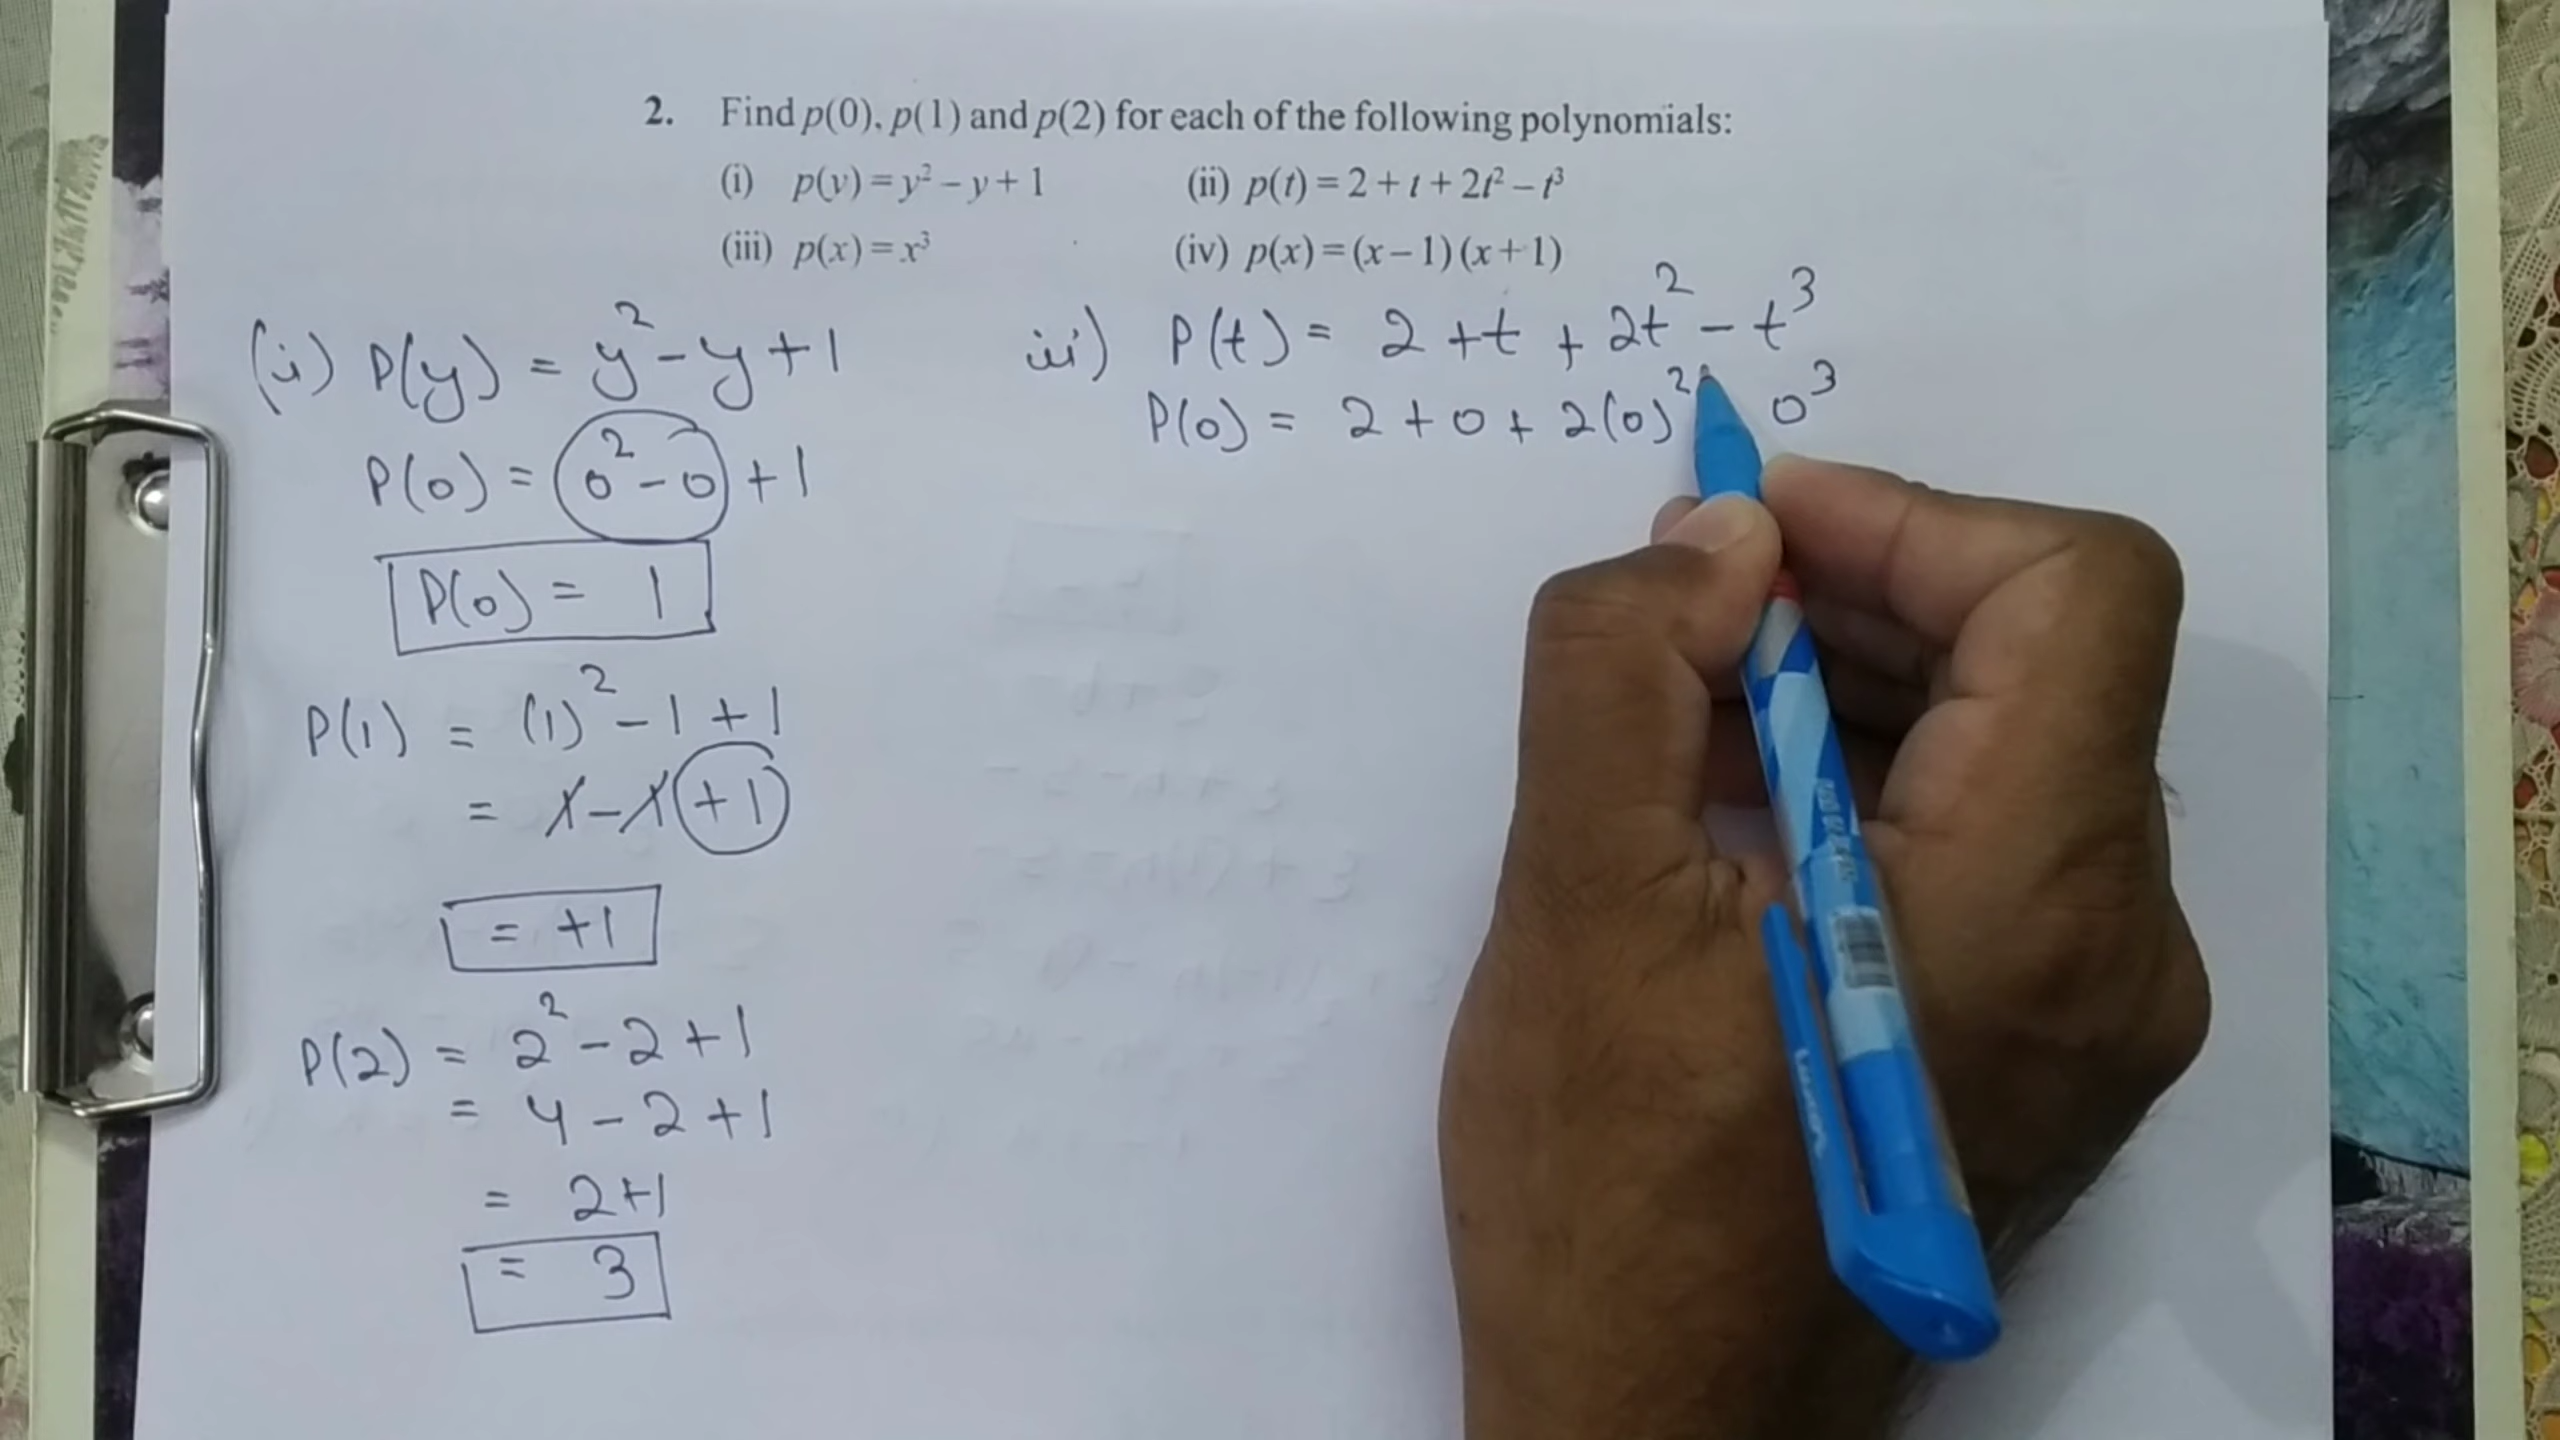 2. Find p(0), p(1) and p(2) for each of the following polynomials:
(i) p(y) = y² – y + 1 (ii) p(t) = 2 + t + 2t² – t³
(iii) p(x) = x³ (iv) p(x) = (x – 1) (x + 1)
(i) P(y) = y² - y + 1
P(0) = 0² - 0 + 1
P(0) = 1
P(1) = (1)² - 1 + 1
= 1 - 1 + 1
= +1
P(2) = 2² - 2 + 1
= 4 - 2 + 1
= 2+1
= 3
iii) P(t) = 2 + t + 2t² - t³
P(0) = 2 + 0 + 2(0)² 0³